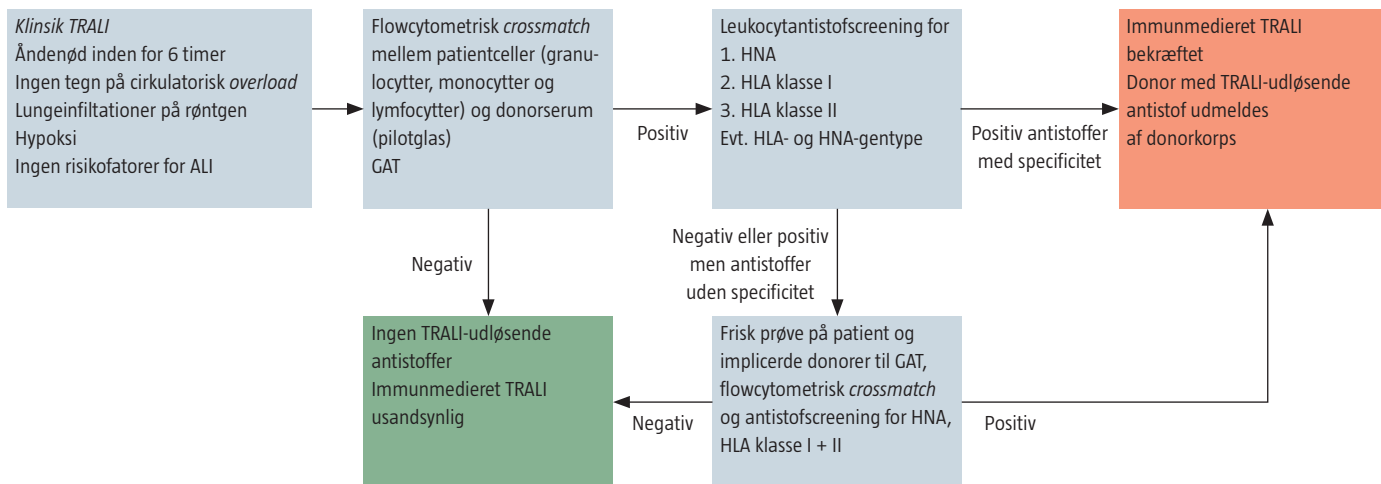 Klinsik TRALI
Åndenød inden for 6 timer
Ingen tegn på cirkulatorisk overload
Lungeinfiltationer på røntgen
Hypoksi
Ingen risikofatorer for ALI
Flowcytometrisk crossmatch
mellem patientceller (granu-
locytter, monocytter og
lymfocytter) og donorserum
(pilotglas)
GAT
Positiv
Leukocytantistofscreening for
1. HNA
2. HLA klasse I
3. HLA klasse II
Evt. HLA- og HNA-gentype
Positiv antistoffer
med specificitet
Immunmedieret TRALI
bekræftet
Donor med TRALI-udløsende
antistof udmeldes
af donorkorps
Negativ
Negativ eller positiv
men antistoffer
uden specificitet
Ingen TRALI-udløsende
antistoffer
Immunmedieret TRALI
usandsynlig
Negativ
Frisk prøve på patient og
implicerde donorer til GAT,
flowcytometrisk crossmatch
og antistofscreening for HNA,
HLA klasse I + II
Positiv